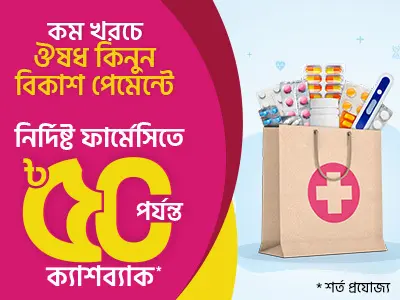 কম খরচে
ঔষধ কিনুন
বিকাশ পেমেন্টে
নির্দিষ্ট ফার্মেসিতে
৳৫০ পর্যন্ত
ক্যাশব্যাক*
* শর্ত প্রযোজ্য